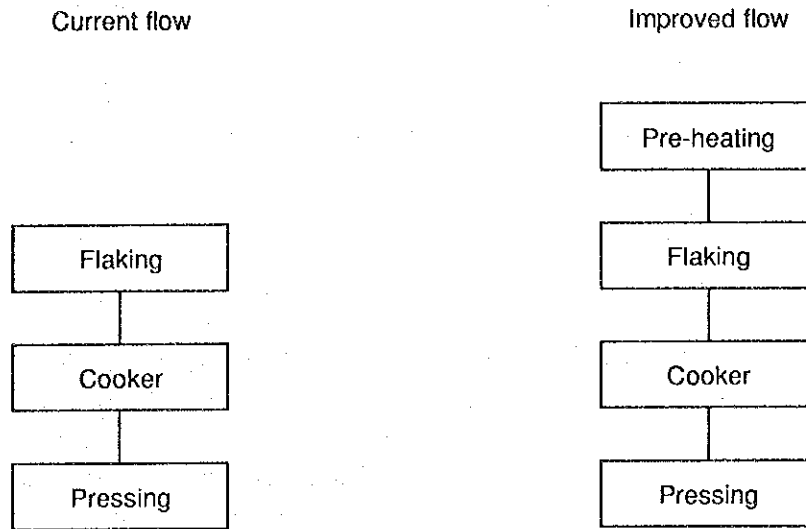 Current flow
Flaking
Cooker
Pressing
Improved flow
Pre-heating
Flaking
Cooker
Pressing